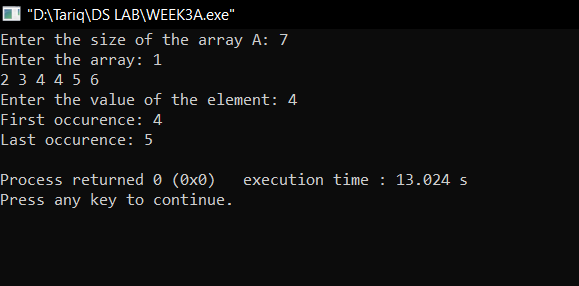 "D:\Tariq\DS LAB\WEEK3A.exe"
Enter the size of the array A: 7
Enter the array: 1
2 3 4 4 5 6
Enter the value of the element: 4
First occurence: 4
Last occurence: 5
Process returned 0 (0x0)   execution time : 13.024 s
Press any key to continue.